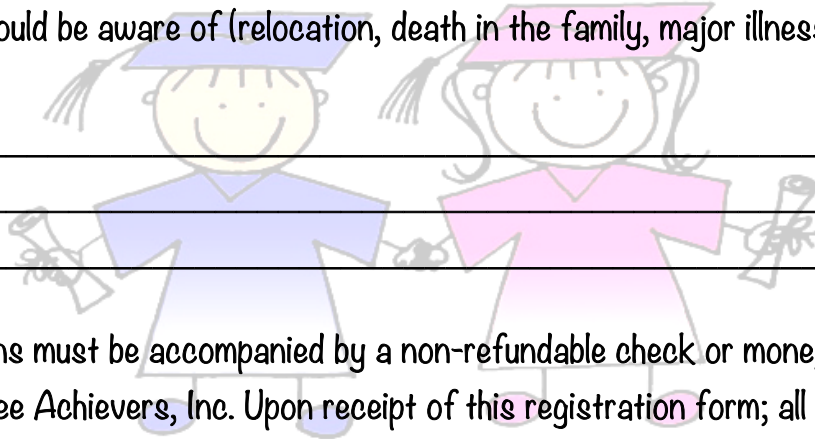 ould be aware of (relocation, death in the family, major illness
ns must be accompanied by a non-refundable check or money
ee Achievers, Inc. Upon receipt of this registration form; all